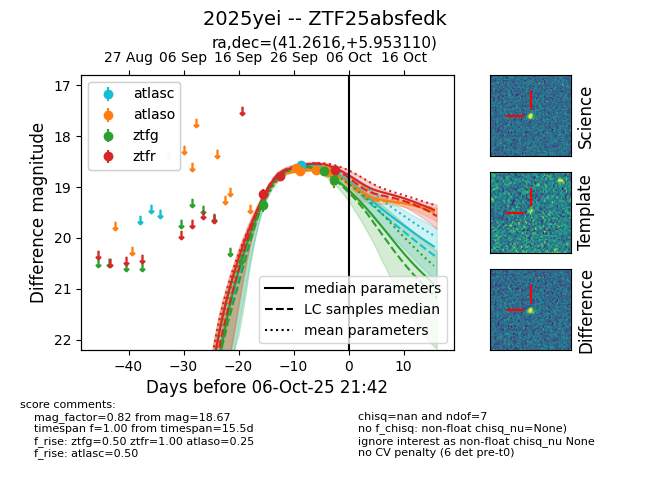 2025yei -- ZTF25absfedk
ra,dec=(41.2616,+5.953110)
27 Aug 06 Sep 16 Sep 26 Sep 06 Oct 16 Oct
17
18
19
20
21
22
Difference magnitude
atlasc
atlaso
ztfg
ztfr
median parameters
LC samples median
mean parameters
−40 −30 −20 −10 0 10
Days before 06-Oct-25 21:42
Science
Template
Difference
score comments:
mag_factor=0.82 from mag=18.67
timespan f=1.00 from timespan=15.5d
f_rise: ztfg=0.50 ztfr=1.00 atlaso=0.25
f_rise: atlasc=0.50
chisq=nan and ndof=7
no f_chisq: non-float chisq_nu=None)
ignore interest as non-float chisq_nu None
no CV penalty (6 det pre-t0)